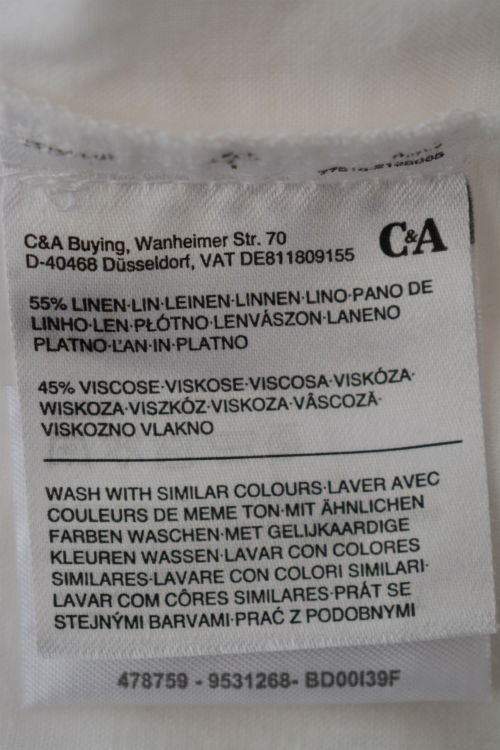 C&A Buying, Wanheimer Str. 70
D-40468 Düsseldorf, VAT DE811809155
C&A
55% LINEN·LIN·LEINEN·LINNEN·LINO·PANO DE
LINHO·LEN·PŁÓTNO·LENVÁSZON·LANENO
PLATNO·ĽAN·IN·PLATNO
45% VISCOSE·VISKOSE·VISCOSA·VISKÓZA·
WISKOZA·VISZKÓZ·VISKOZA·VÂSCOZĂ·
VISKOZNO VLAKNO
WASH WITH SIMILAR COLOURS·LAVER AVEC
COULEURS DE MEME TON·MIT ÄHNLICHEN
FARBEN WASCHEN·MET GELIJKAARDIGE
KLEUREN WASSEN·LAVAR CON COLORES
SIMILARES·LAVARE CON COLORI SIMILARI·
LAVAR COM CÔRES SIMILARES·PRÁT SE
STEJNÝMI BARVAMI·PRAĆ Z PODOBNYMI
478759 - 9531268- BD00I39F